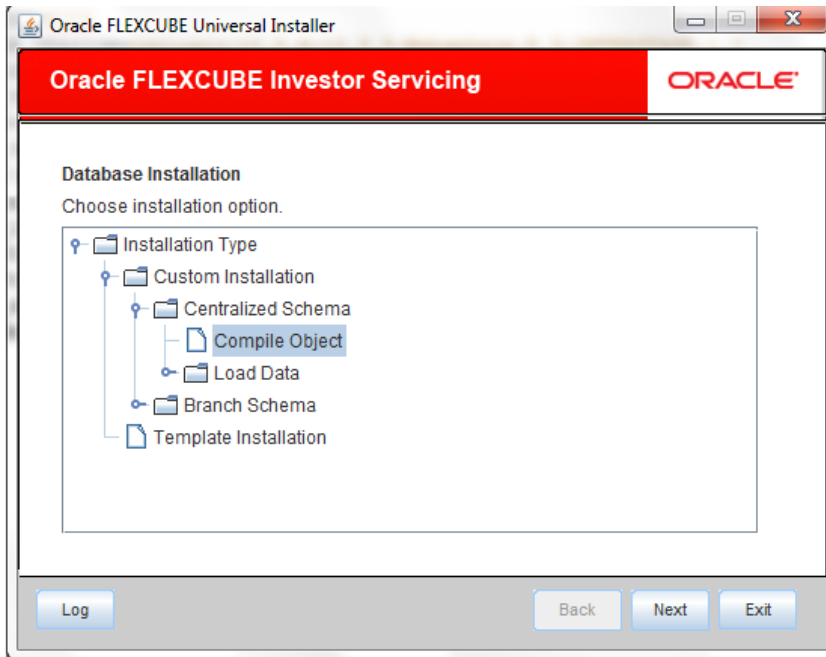 Oracle FLEXCUBE Universal Installer
Oracle FLEXCUBE Investor Servicing
ORACLE
Database Installation
Choose installation option.
Installation Type
Custom Installation
Centralized Schema
Compile Object
Load Data
Branch Schema
Template Installation
Log Back Next Exit